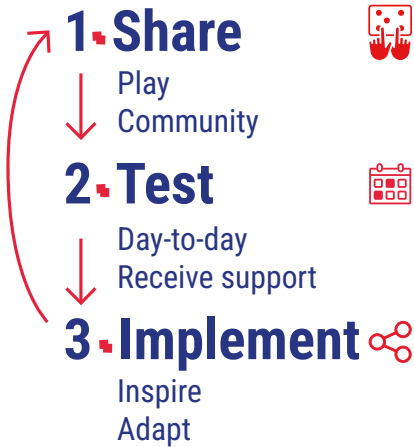 1 Share
Play
Community
2 Test
Day-to-day
Receive support
3 Implement
Inspire
Adapt